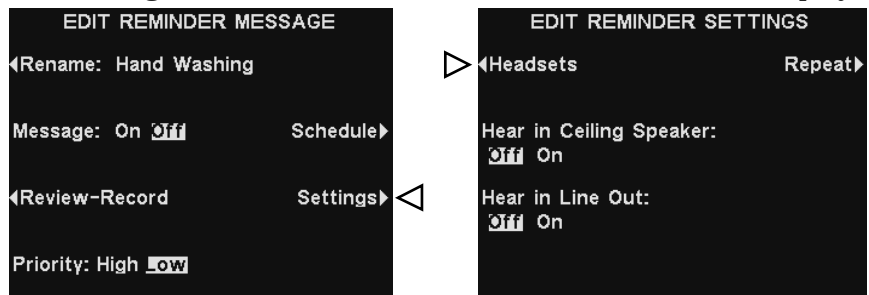 EDIT REMINDER MESSAGE
◀Rename: Hand Washing
Message: On Off Schedule▶
◀Review-Record Settings▶
Priority: High Low
EDIT REMINDER SETTINGS
◀Headsets Repeat▶
Hear in Ceiling Speaker:
Off On
Hear in Line Out:
Off On